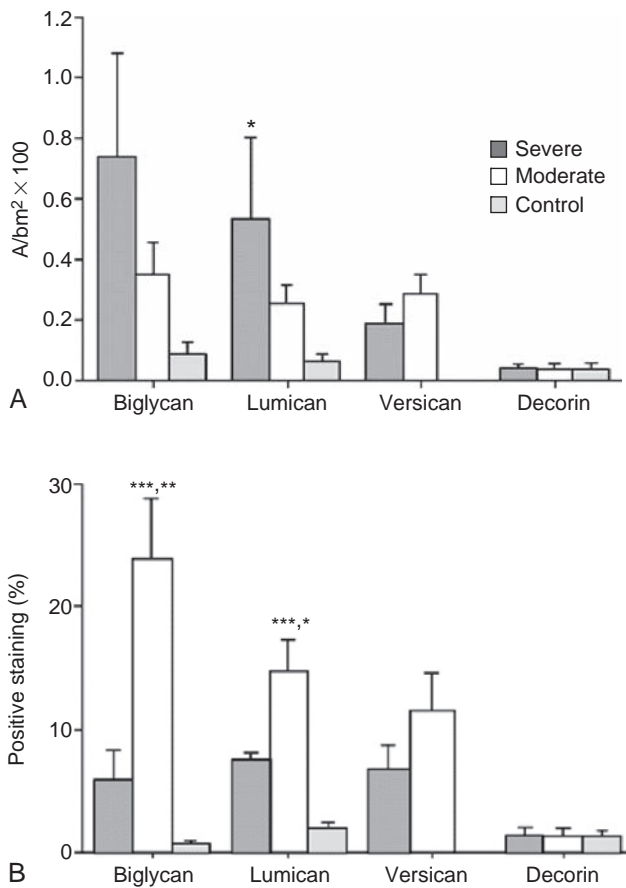 1.2
1.0
0.8
0.6
0.4
0.2
0.0
A/bm² × 100
*
Severe
Moderate
Control
A
Biglycan Lumican Versican Decorin
30
20
10
0
Positive staining (%)
***,**
***,*
B
Biglycan Lumican Versican Decorin